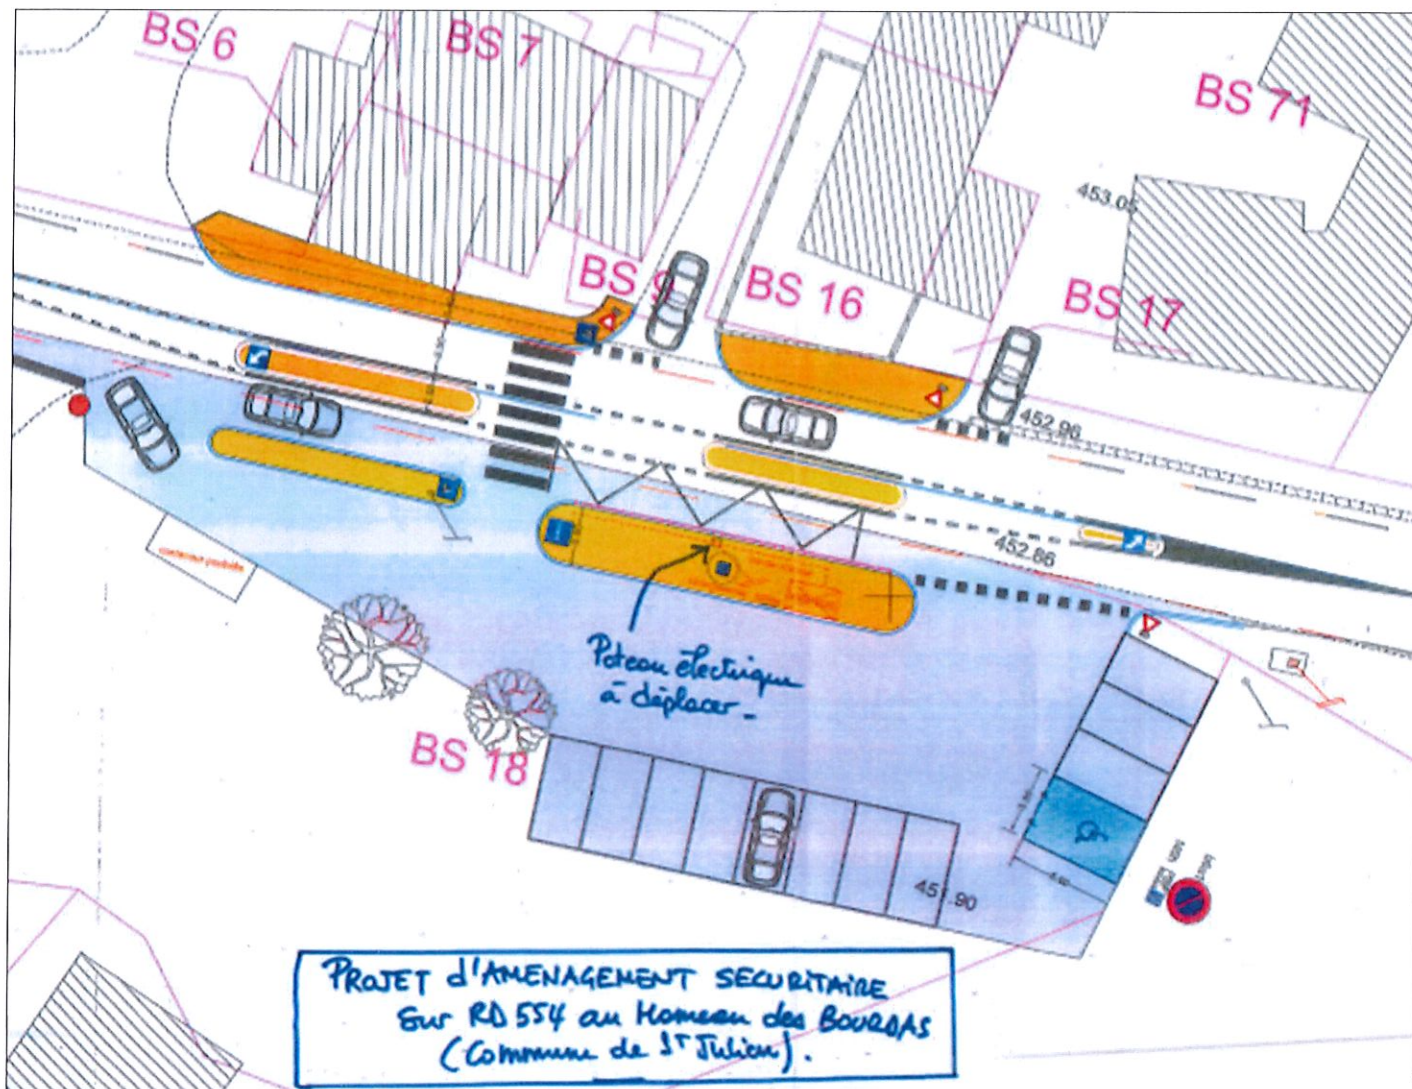 BS 6
BS 7
BS 71
453.05
BS 9
BS 16
BS 17
452.96
452.86
Poteau électrique
à déplacer -
BS 18
451.90
PROJET d'AMENAGEMENT SECURITAIRE
Sur RD 554 au Hameau des BOURDAS
(Commune de ST Julien).